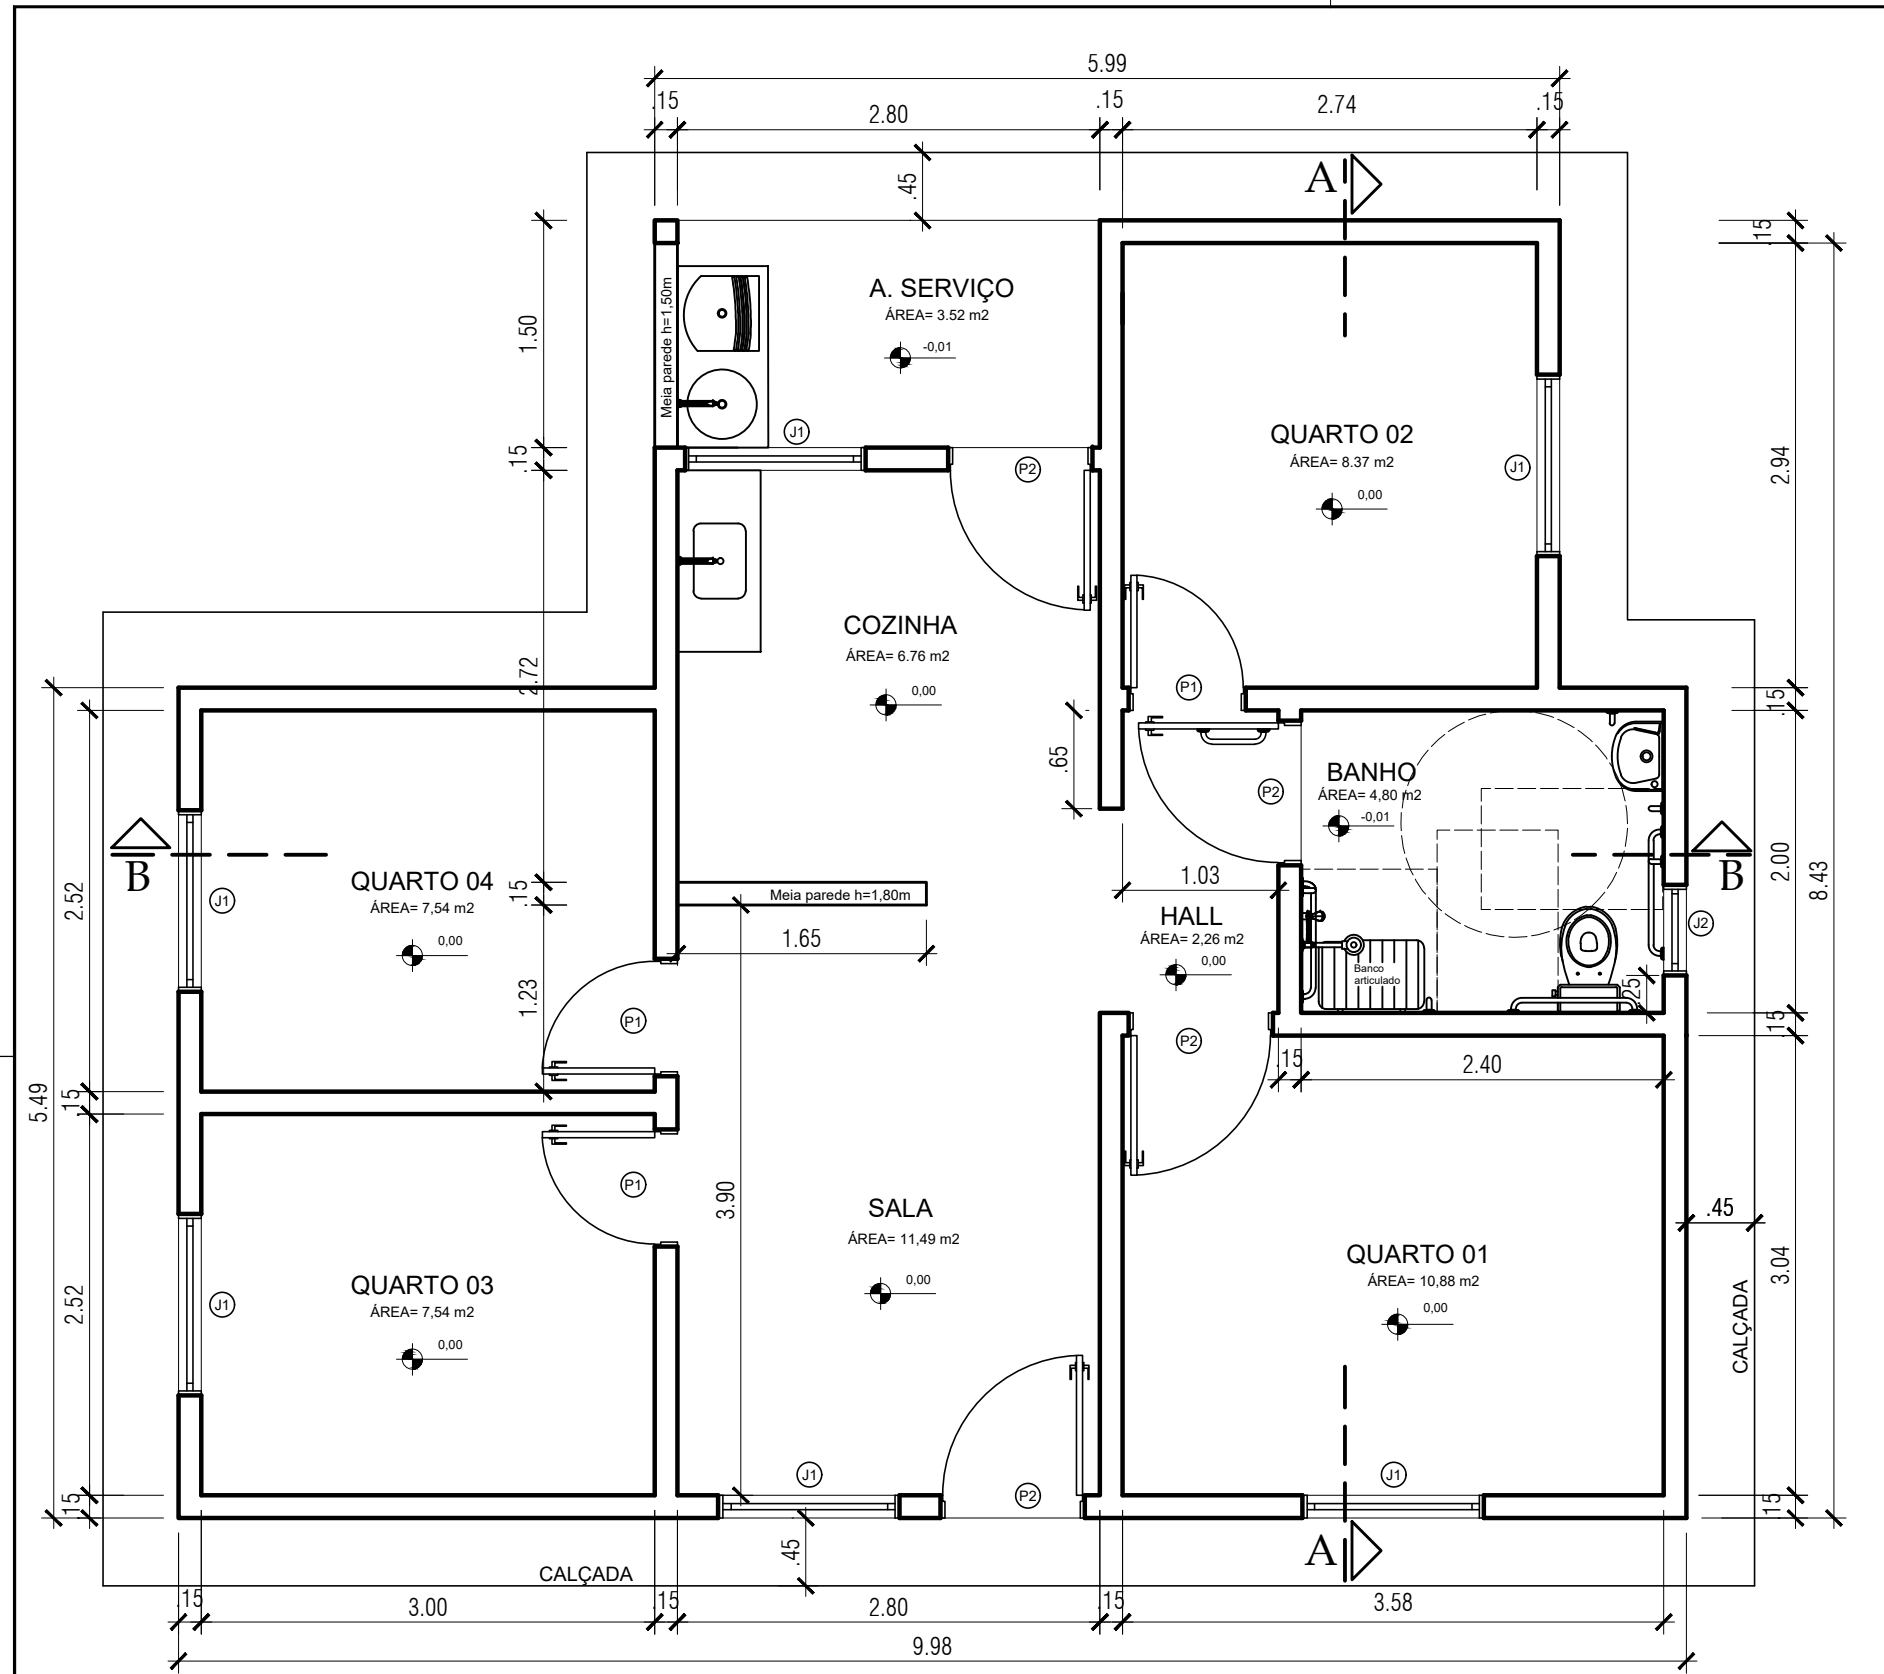 5.99
.15
2.80
.15
2.74
.15
A
.45
.15
A. SERVIÇO
ÁREA= 3.52 m2
-0,01
Meia parede h=1,50m
1.50
J1
.15
P2
QUARTO 02
ÁREA= 8.37 m2
0,00
J1
2.94
COZINHA
ÁREA= 6.76 m2
0,00
2.72
P1
.15
.65
P2
BANHO
ÁREA= 4,80 m2
-0,01
2.00
8.43
B
B
QUARTO 04
ÁREA= 7,54 m2
0,00
J1
2.52
.15
Meia parede h=1,80m
1.65
1.03
HALL
ÁREA= 2,26 m2
0,00
J2
Banco
articulado
.25
.15
1.23
P1
P2
.15
2.40
5.49
.15
P1
3.90
SALA
ÁREA= 11,49 m2
0,00
.45
QUARTO 01
ÁREA= 10,88 m2
0,00
3.04
CALÇADA
QUARTO 03
ÁREA= 7,54 m2
0,00
J1
2.52
J1
P2
J1
.15
.15
.45
A
CALÇADA
.15
3.00
.15
2.80
.15
3.58
9.98